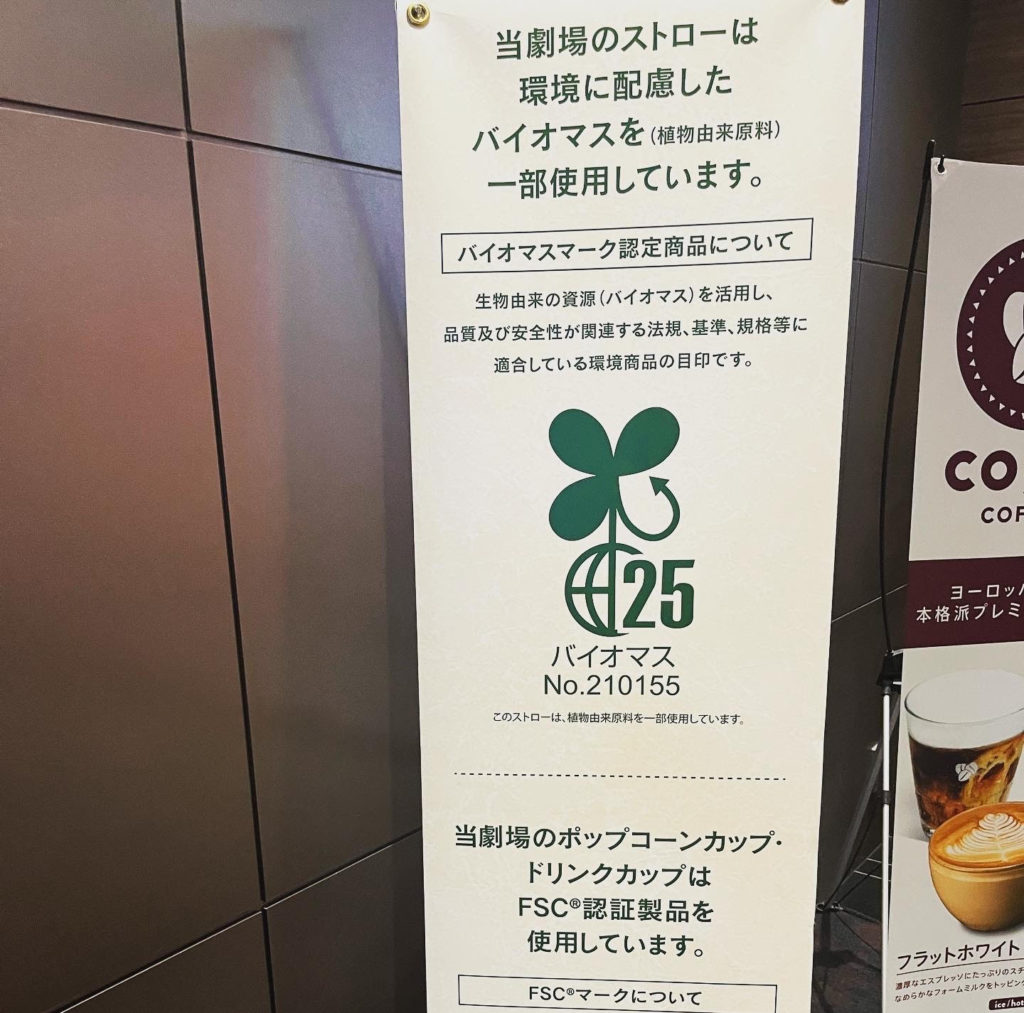 当劇場のストローは
環境に配慮した
バイオマスを（植物由来原料）
一部使用しています。
バイオマスマーク認定商品について
生物由来の資源（バイオマス）を活用し、
品質及び安全性が関連する法規、基準、規格等に
適合している環境商品の目印です。
25
バイオマス
No.210155
このストローは、植物由来原料を一部使用しています。
当劇場のポップコーンカップ・
ドリンクカップは
FSC®認証製品を
使用しています。
FSC®マークについて
CO
COF
ヨーロッパ
本格派プレミ
フラットホワイト
濃厚なエスプレッソにたっぷりのスチ
なめらかなフォームミルクをトッピング
ice/hot